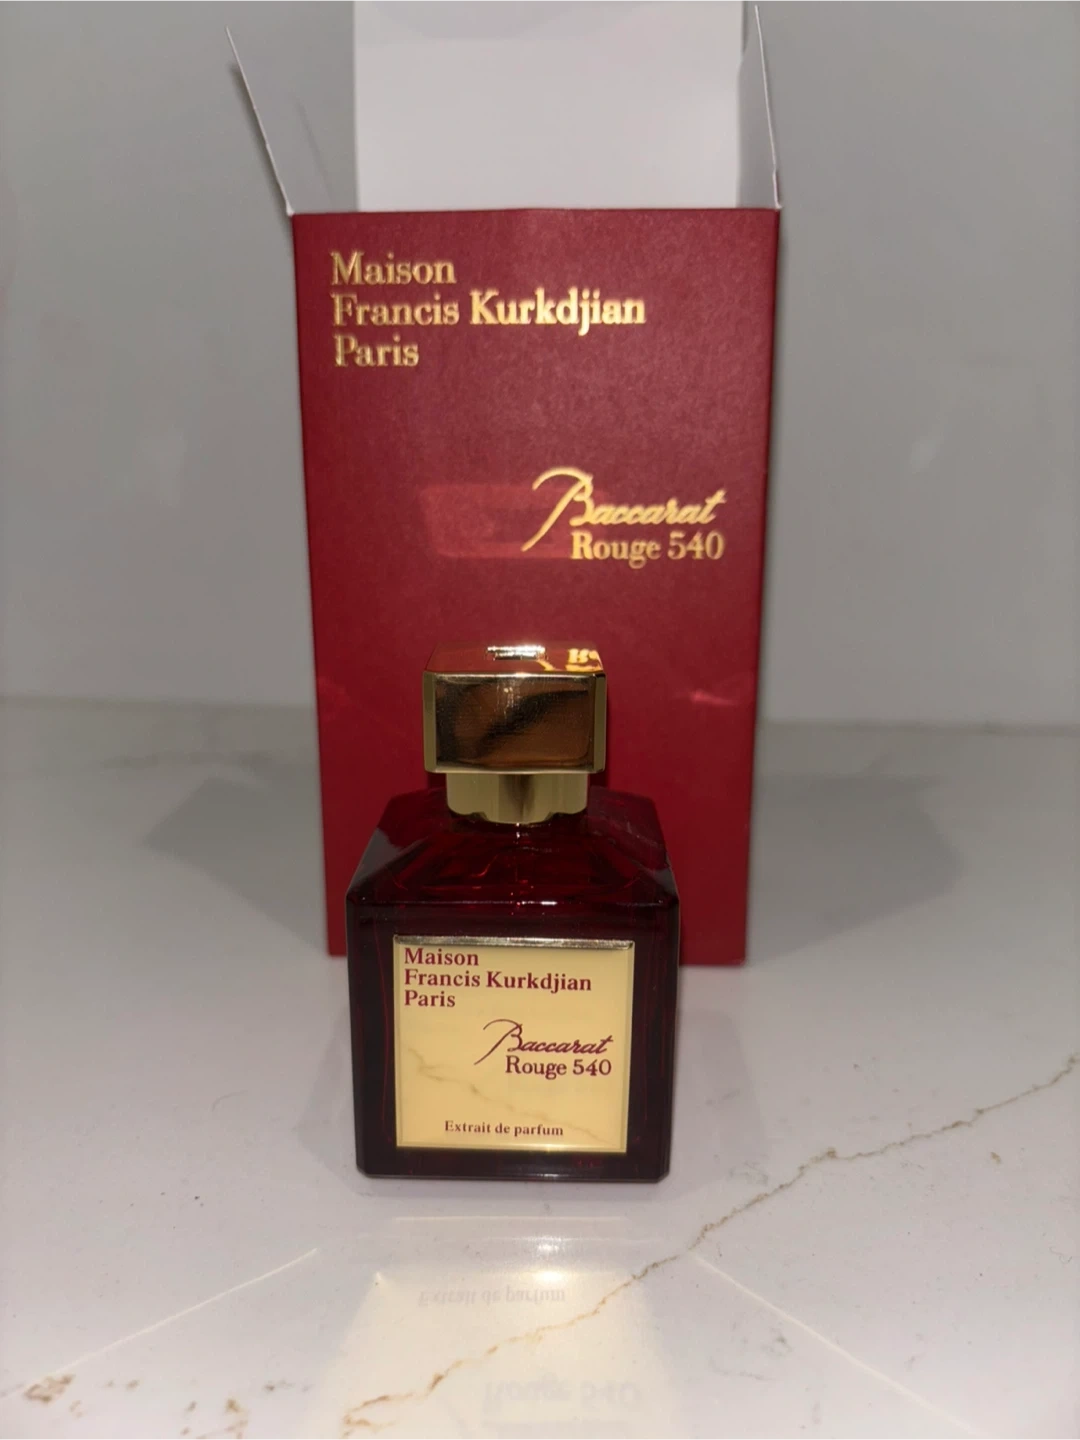 Maison
Francis Kurkdjian
Paris
Baccarat
Rouge 540
Maison
Francis Kurkdjian
Paris
Baccarat
Rouge 540
Extrait de parfum